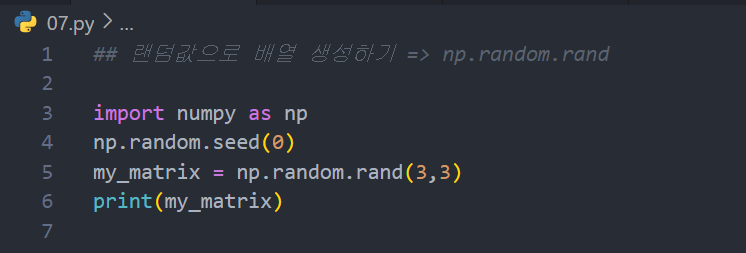 07.py > ...
1 ## 랜덤값으로 배열 생성하기 => np.random.rand
2
3 import numpy as np
4 np.random.seed(0)
5 my_matrix = np.random.rand(3,3)
6 print(my_matrix)
7